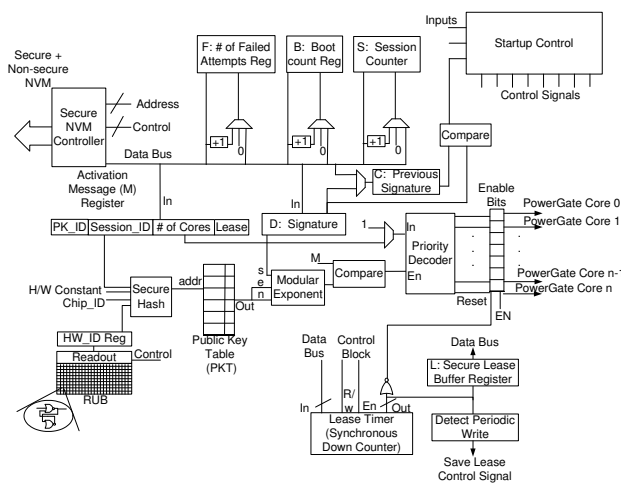 Inputs
F: # of Failed
Attempts Reg
B: Boot
count Reg
S: Session
Counter
Startup Control
Secure +
Non-secure
NVM
Secure
NVM
Controller
Address
Control
Control Signals
+1
0
+1
0
+1
0
Compare
Data Bus
Activation
Message (M)
Register
In
In
C: Previous
Signature
Enable
Bits
PowerGate Core 0
PowerGate Core 1
PK_ID
Session_ID
# of Cores
Lease
D: Signature
1
In
Priority
Decoder
En
M
Compare
H/W Constant
Chip_ID
Secure
Hash
addr
s
e
n
Modular
Exponent
Out
PowerGate Core n-1
PowerGate Core n
Reset
EN
HW_ID Reg
Readout
Control
RUB
Public Key
Table
(PKT)
Data
Bus
Control
Block
Data Bus
L: Secure Lease
Buffer Register
In
R/
w
En
Out
Lease Timer
(Synchronous
Down Counter)
Detect Periodic
Write
Save Lease
Control Signal